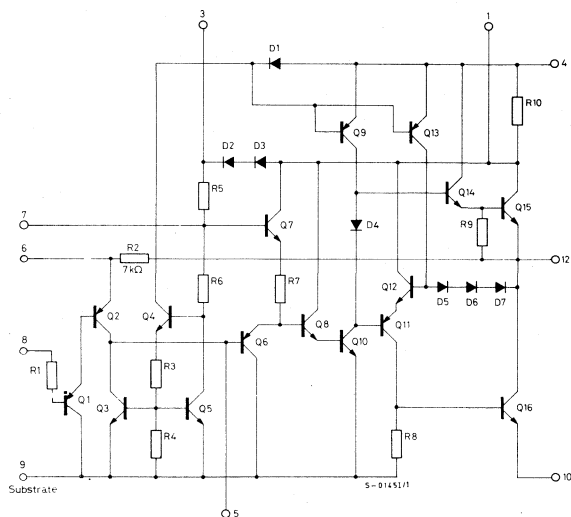 3
1
D1
4
R10
Q9
Q13
D2
D3
Q14
Q15
R5
7
Q7
D4
R9
6
R2
7kΩ
12
R6
R7
Q12
D5
D6
D7
Q2
Q4
Q8
Q11
8
Q6
Q10
R1
R3
Q1
Q3
Q5
Q16
R4
R8
9
S-0145I/1
10
Substrate
5